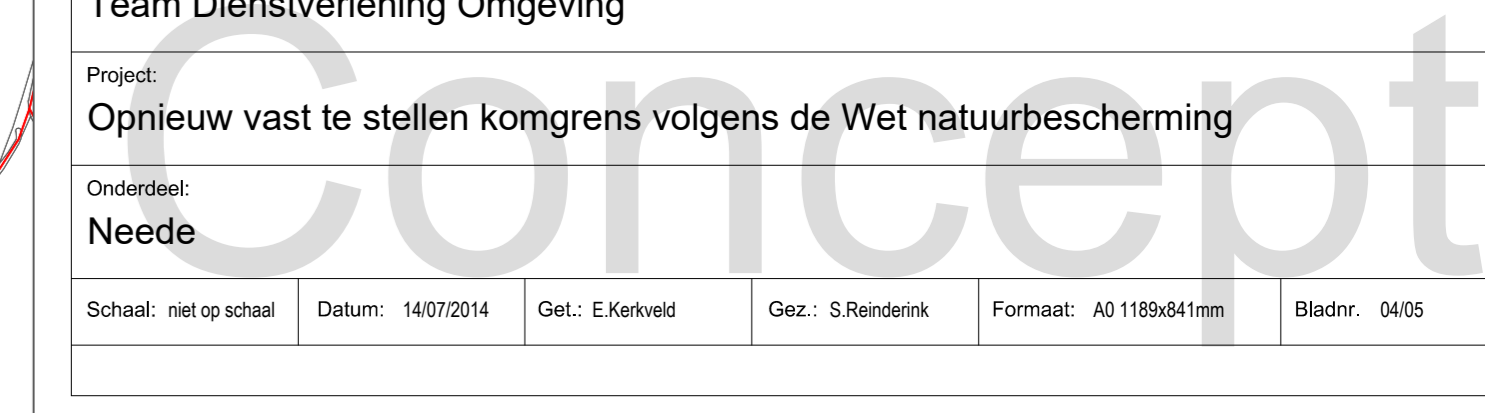 Team Dienstverlening Omgeving
Project:
Opnieuw vast te stellen komgrens volgens de Wet natuurbescherming
Onderdeel:
Neede
Schaal: niet op schaal Datum: 14/07/2014 Get.: E.Kerkveld Gez.: S.Reinderink Formaat: A0 1189x841mm Bladnr. 04/05
Concept